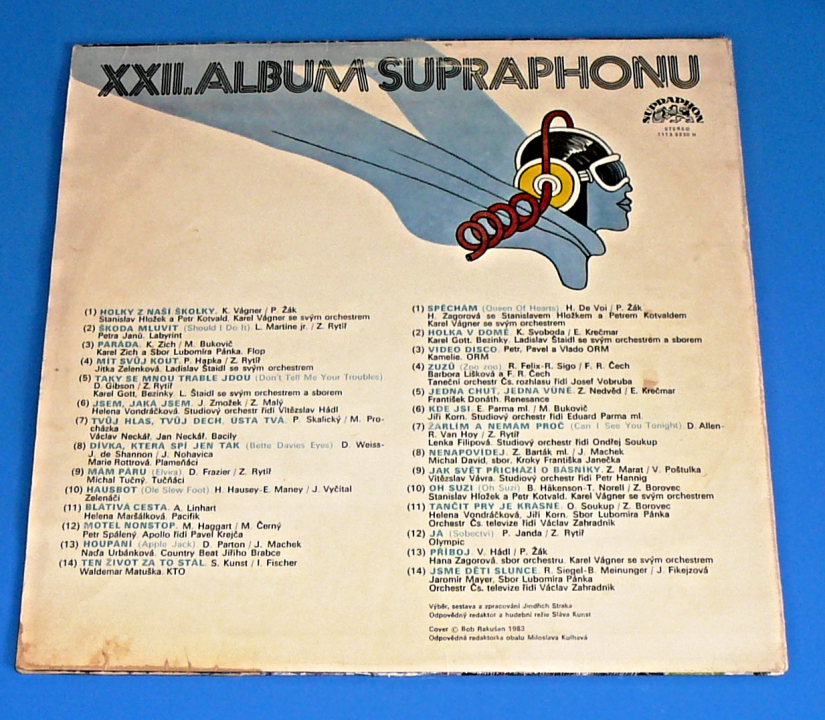 XXII. ALBUM SUPRAPHONU
SUPRAPHON
STEREO
1113 3330 H
(1) HOLKY Z NAŠÍ ŠKOLKY. K. Vágner / P. Žák
Stanislav Hložek a Petr Kotvald. Karel Vágner se svým orchestrem
(2) ŠKODA MLUVIT (Should I Do It). L. Martine jr. / Z. Rytíř
Petra Janů. Labyrint
(3) PARÁDA. K. Zich / M. Bukovič
Karel Zich a Sbor Lubomíra Pánka. Flop
(4) MÍT SVŮJ KOUT. P. Hapka / Z. Rytíř
Jitka Zelenková. Ladislav Štaidl se svým orchestrem
(5) TAKY SE MNOU TRABLE JDOU (Don't Tell Me Your Troubles)
D. Gibson / Z. Rytíř
Karel Gott, Bezinky. L. Štaidl se svým orchestrem a sborem
(6) JSEM, JAKÁ JSEM. J. Zmožek / Z. Malý
Helena Vondráčková. Studiový orchestr řídí Vítězslav Hádl
(7) TVŮJ HLAS, TVŮJ DECH, ÚSTA TVÁ. P. Skalický / M. Pro-
cházka
Václav Neckář, Jan Neckář. Bacily
(8) DÍVKA, KTERÁ SPÍ JEN TAK (Bette Davies Eyes). D. Weiss-
J. de Shannon / J. Nohavica
Marie Rottrová. Plameňáci
(9) MÁM PÁRU (Elvira). D. Frazier / Z. Rytíř
Michal Tučný. Tučňáci
(10) HAUSBÓT (Ole Slew Foot). H. Hausey-E. Maney / J. Vyčítal
Zelenáči
(11) BLÁTIVÁ CESTA. A. Linhart
Helena Maršálková. Pacifik
(12) MOTEL NONSTOP. M. Haggart / M. Černý
Petr Spálený. Apollo řídí Pavel Krejča
(13) HOUPÁNÍ (Apple Jack). D. Parton / J. Machek
Naďa Urbánková. Country Beat Jiřího Brabce
(14) TEN ŽIVOT ZA TO STÁL. S. Kunst / I. Fischer
Waldemar Matuška. KTO
(1) SPĚCHÁM (Queen Of Hearts). H. De Voi / P. Žák
H. Zagorová se Stanislavem Hložkem a Petrem Kotvaldem
Karel Vágner se svým orchestrem
(2) HOLKA V DOMĚ. K. Svoboda / E. Krečmar
Karel Gott. Bezinky. Ladislav Štaidl se svým orchestrem a sborem
(3) VIDEO DISCO. Petr, Pavel a Vlado ORM
Kamelie. ORM
(4) ZUZŮ (Zoo-zoo). R. Felix-R. Sigo / F. R. Čech
Barbora Lišková a F. R. Čech
Taneční orchestr Čs. rozhlasu řídí Josef Vobruba
(5) JEDNA CHUŤ, JEDNA VŮNĚ. Z. Nedvěd / E. Krečmar
František Donáth. Renesance
(6) KDE JSI. E. Parma ml. / M. Bukovič
Jiří Korn. Studiový orchestr řídí Eduard Parma ml.
(7) ŽÁRLÍM A NEMÁM PROČ (Can I See You Tonight). D. Allen-
R. Van Hoy / Z. Rytíř
Lenka Filipová. Studiový orchestr řídí Ondřej Soukup
(8) NENAPOVÍDEJ. Z. Barták ml. / J. Machek
Michal David, sbor. Kroky Františka Janečka
(9) JAK SVĚT PŘICHÁZÍ O BÁSNÍKY. Z. Marat / V. Poštulka
Vítězslav Vávra. Studiový orchestr řídí Petr Hannig
(10) OH SUZI (Oh Suzi). B. Håkenson-T. Norell / Z. Borovec
Stanislav Hložek a Petr Kotvald. Karel Vágner se svým orchestrem
(11) TANČIT PRÝ JE KRÁSNÉ. O. Soukup / Z. Borovec
Helena Vondráčková, Jiří Korn. Sbor Lubomíra Pánka
Orchestr Čs. televize řídí Václav Zahradník
(12) JÁ (Sobectví) P. Janda / Z. Rytíř
Olympic
(13) PŘÍBOJ. V. Hádl / P. Žák
Hana Zagorová, sbor orchestru. Karel Vágner se svým orchestrem
(14) JSME DĚTI SLUNCE. R. Siegel-B. Meinunger / J. Fikejzová
Jaromír Mayer, Sbor Lubomíra Pánka
Orchestr Čs. televize řídí Václav Zahradník
Výběr, sestava a zpracování Jindřich Straka
Odpovědný redaktor a hudební režie Sláva Kunst
Cover © Bob Rakušan 1983
Odpovědná redaktorka obalu Miloslava Kulhavá